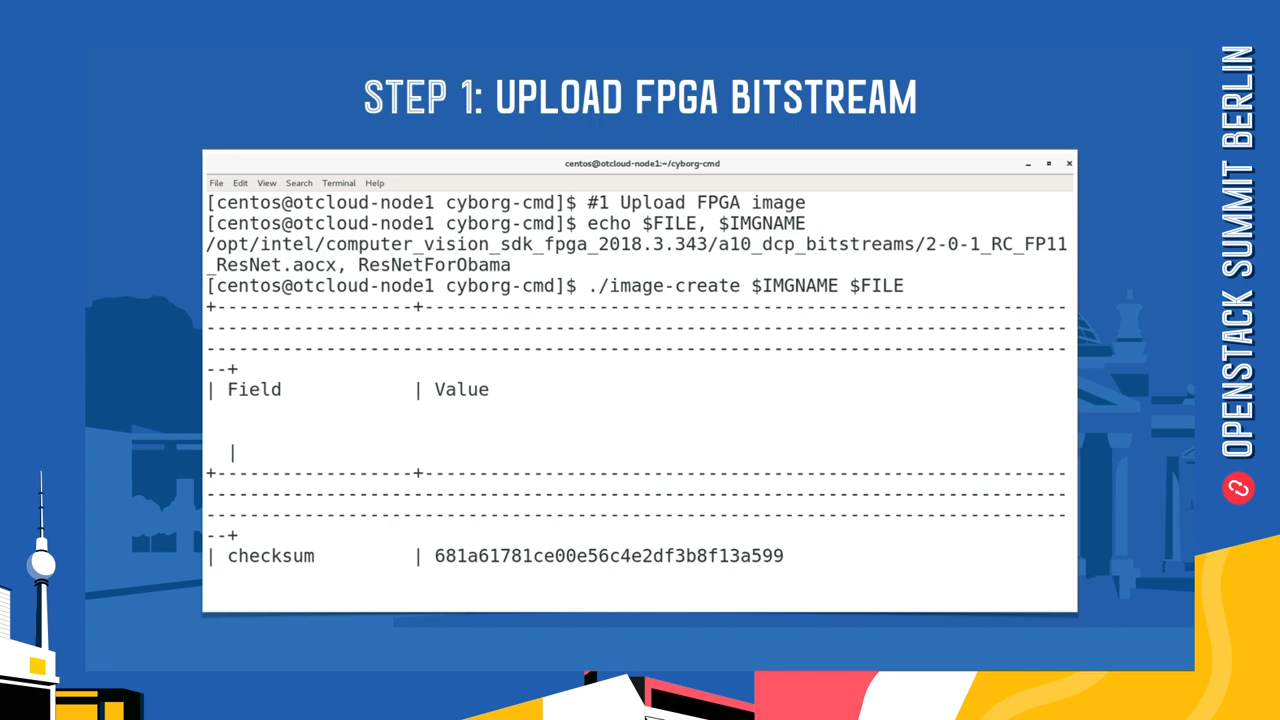 STEP 1: UPLOAD FPGA BITSTREAM
centos@otcloud-node1:~/cyborg-cmd
File Edit View Search Terminal Help
[centos@otcloud-node1 cyborg-cmd]$ #1 Upload FPGA image
[centos@otcloud-node1 cyborg-cmd]$ echo $FILE, $IMGNAME
/opt/intel/computer_vision_sdk_fpga_2018.3.343/a10_dcp_bitstreams/2-0-1_RC_FP11
_ResNet.aocx, ResNetForObama
[centos@otcloud-node1 cyborg-cmd]$ ./image-create $IMGNAME $FILE
+------------------+-----------------------------------------------------------
-------------------------------------------------------------------------------
-------------------------------------------------------------------------------
--+
| Field            | Value
  |
+------------------+-----------------------------------------------------------
-------------------------------------------------------------------------------
-------------------------------------------------------------------------------
--+
| checksum         | 681a61781ce00e56c4e2df3b8f13a599
OPENSTACK SUMMIT BERLIN